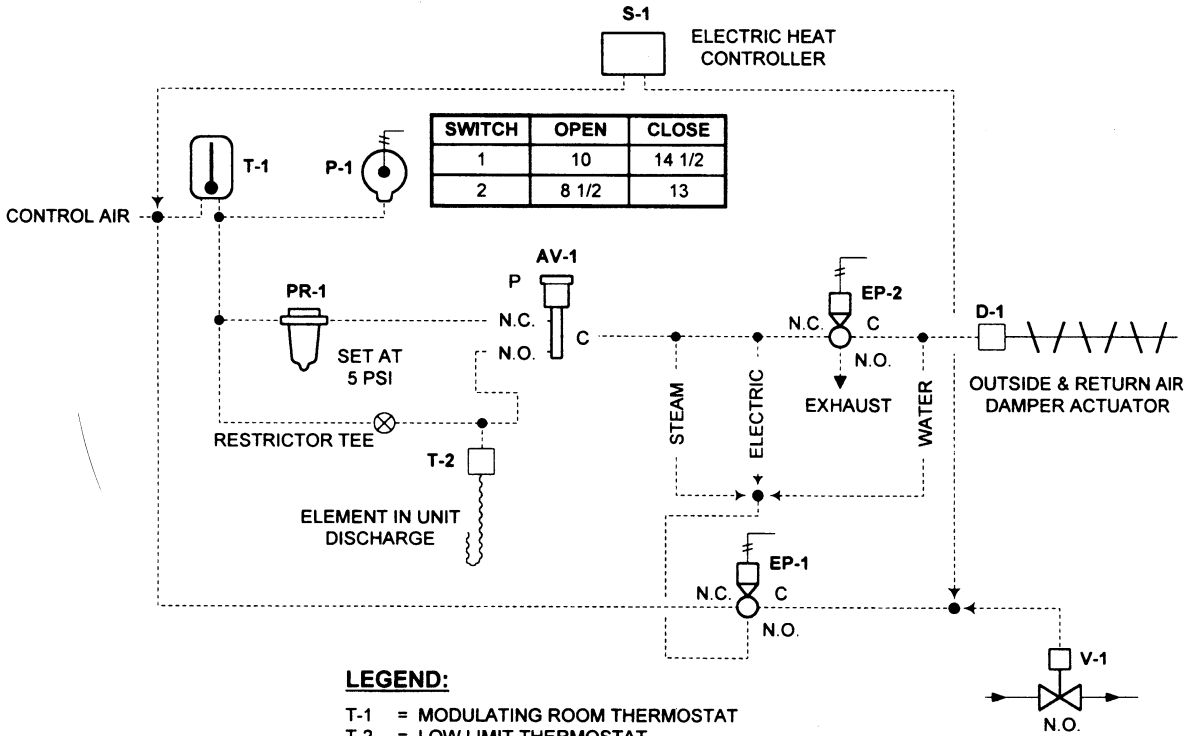 S-1
ELECTRIC HEAT
CONTROLLER
SWITCH OPEN CLOSE
1 10 14 1/2
2 8 1/2 13
T-1
P-1
CONTROL AIR
AV-1
P
N.C.
C
N.O.
PR-1
SET AT
5 PSI
EP-2
N.C. C
N.O.
EXHAUST
D-1
OUTSIDE & RETURN AIR
DAMPER ACTUATOR
STEAM
ELECTRIC
WATER
RESTRICTOR TEE
T-2
ELEMENT IN UNIT
DISCHARGE
EP-1
N.C. C
N.O.
V-1
N.O.
LEGEND:
T-1 = MODULATING ROOM THERMOSTAT
T-2 = LOW LIMIT THERMOSTAT